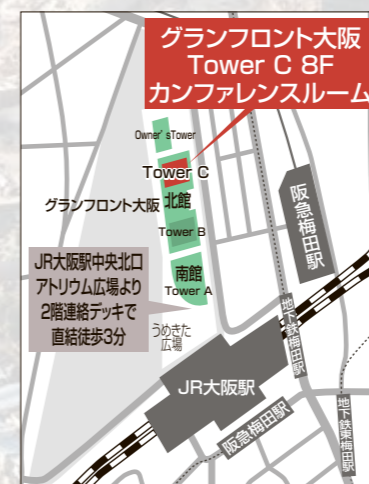 グランフロント大阪
Tower C 8F
カンファレンスルーム
Owner'sTower
Tower C
グランフロント大阪 北館
Tower B
阪急梅田駅
JR大阪駅中央北口
アトリウム広場より
2階連絡デッキで
直結徒歩3分
南館
Tower A
うめきた
広場
地下鉄梅田駅
JR大阪駅
阪急梅田駅
地下鉄東梅田駅